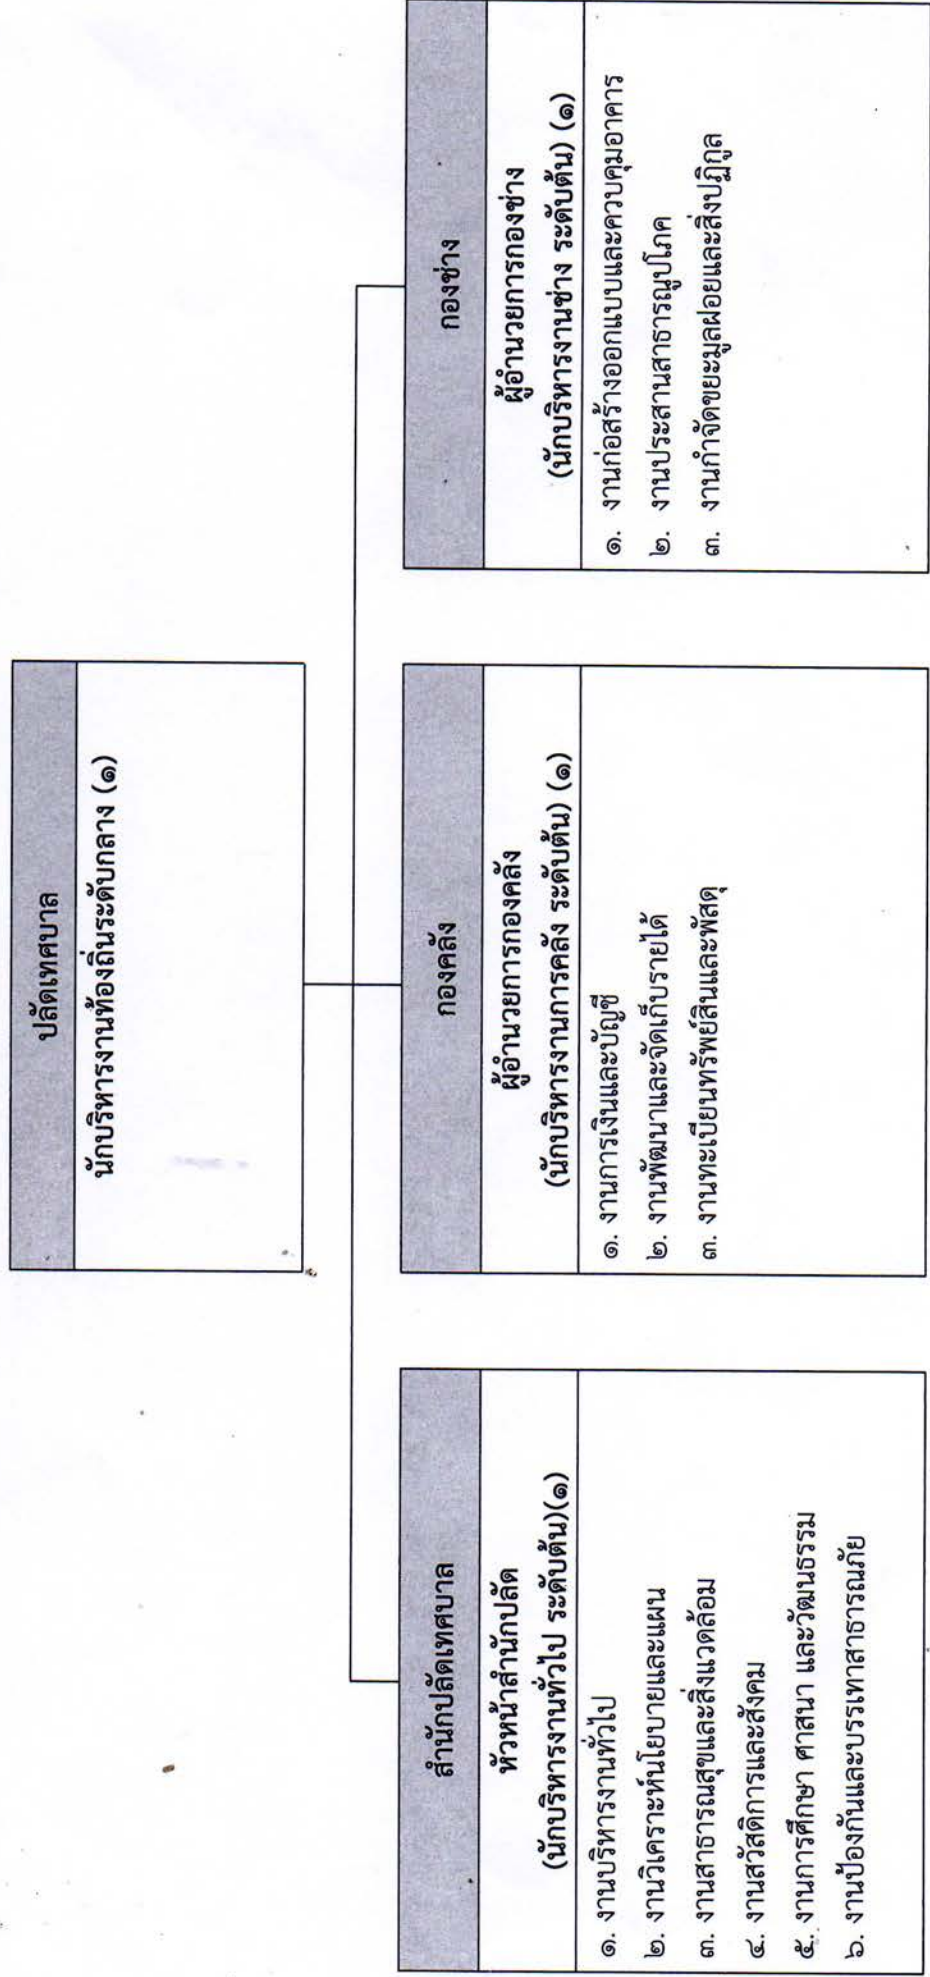 ปลัดเทศบาล
นักบริหารงานท้องถิ่นระดับกลาง (๑)
สำนักปลัดเทศบาล
หัวหน้าสำนักปลัด
(นักบริหารงานทั่วไป ระดับต้น)(๑)
๑. งานบริหารงานทั่วไป
๒. งานวิเคราะห์นโยบายและแผน
๓. งานสาธารณสุขและสิ่งแวดล้อม
๔. งานสวัสดิการและสังคม
๕. งานการศึกษา ศาสนา และวัฒนธรรม
๖. งานป้องกันและบรรเทาสาธารณภัย
กองคลัง
ผู้อำนวยการกองคลัง
(นักบริหารงานการคลัง ระดับต้น) (๑)
๑. งานการเงินและบัญชี
๒. งานพัฒนาและจัดเก็บรายได้
๓. งานทะเบียนทรัพย์สินและพัสดุ
กองช่าง
ผู้อำนวยการกองช่าง
(นักบริหารงานช่าง ระดับต้น) (๑)
๑. งานก่อสร้างออกแบบและควบคุมอาคาร
๒. งานประสานสาธารณูปโภค
๓. งานกำจัดขยะมูลฝอยและสิ่งปฏิกูล